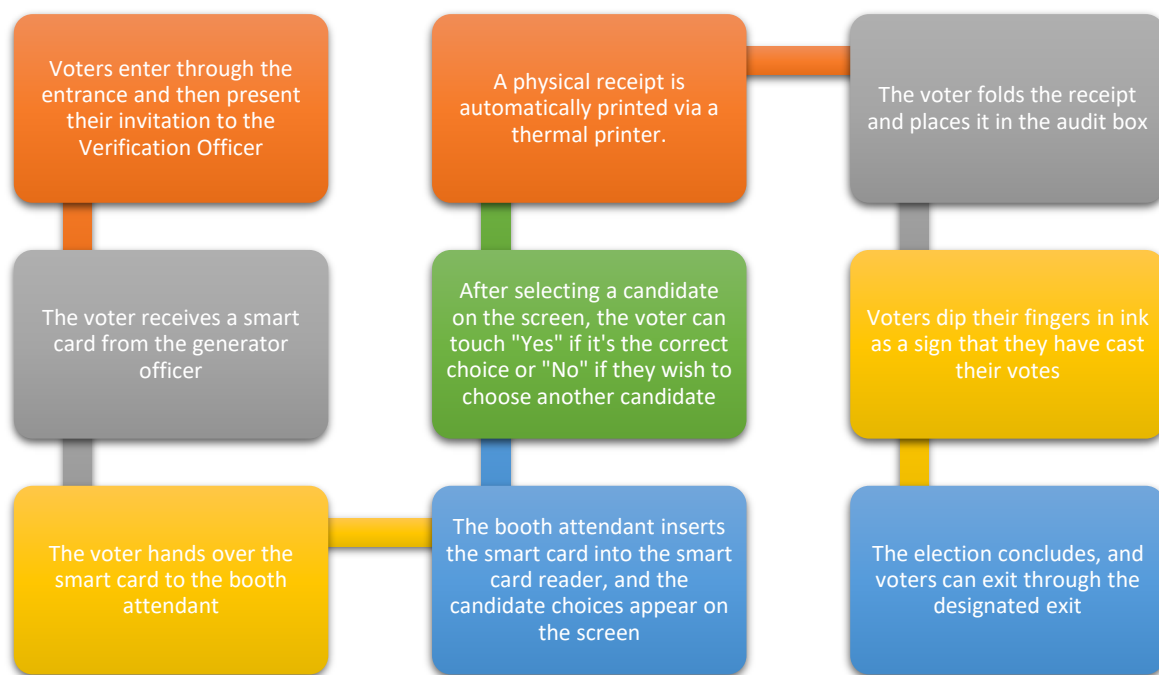 Voters enter through the
entrance and then present
their invitation to the
Verification Officer
The voter receives a smart
card from the generator
officer
The voter hands over the
smart card to the booth
attendant
The booth attendant inserts
the smart card into the smart
card reader, and the
candidate choices appear on
the screen
After selecting a candidate
on the screen, the voter can
touch "Yes" if it's the correct
choice or "No" if they wish to
choose another candidate
A physical receipt is
automatically printed via a
thermal printer.
The voter folds the receipt
and places it in the audit box
Voters dip their fingers in ink
as a sign that they have cast
their votes
The election concludes, and
voters can exit through the
designated exit